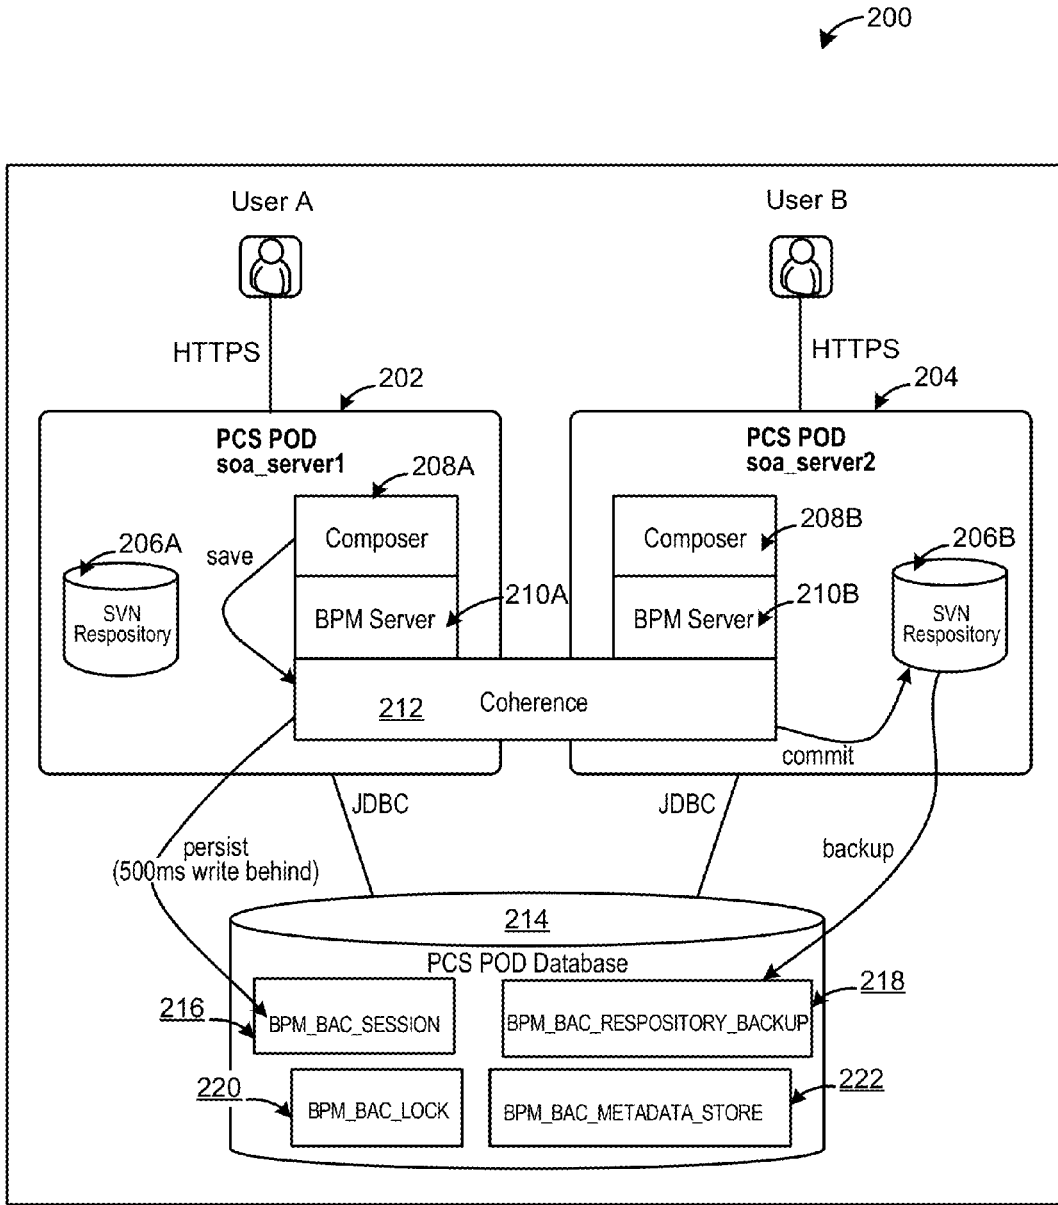 200
User A
User B
HTTPS
HTTPS
202
204
PCS POD
soa_server1
PCS POD
soa_server2
208A
Composer
Composer
208B
206A
save
206B
SVN
Respository
BPM Server
210A
BPM Server
210B
SVN
Respository
212
Coherence
commit
JDBC
JDBC
persist
(500ms write behind)
backup
214
PCS POD Database
216
BPM_BAC_SESSION
BPM_BAC_RESPOSITORY_BACKUP
218
220
BPM_BAC_LOCK
BPM_BAC_METADATA_STORE
222